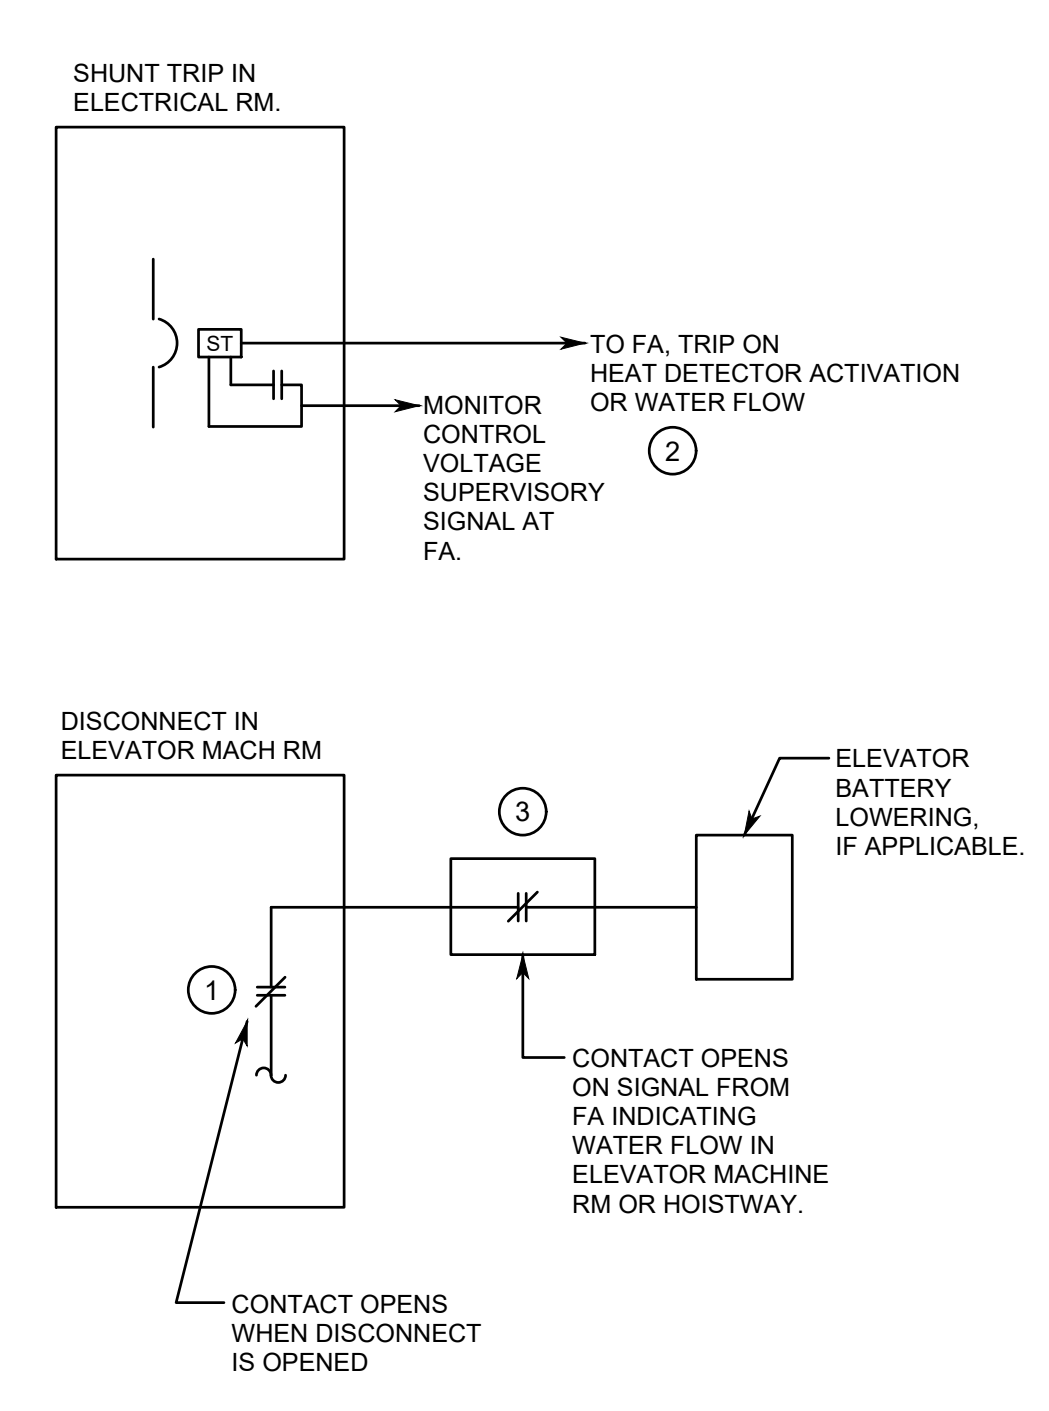 SHUNT TRIP IN
ELECTRICAL RM.
ST
TO FA, TRIP ON
HEAT DETECTOR ACTIVATION
OR WATER FLOW
2
MONITOR
CONTROL
VOLTAGE
SUPERVISORY
SIGNAL AT
FA.
DISCONNECT IN
ELEVATOR MACH RM
ELEVATOR
BATTERY
LOWERING,
IF APPLICABLE.
3
1
CONTACT OPENS
ON SIGNAL FROM
FA INDICATING
WATER FLOW IN
ELEVATOR MACHINE
RM OR HOISTWAY.
CONTACT OPENS
WHEN DISCONNECT
IS OPENED